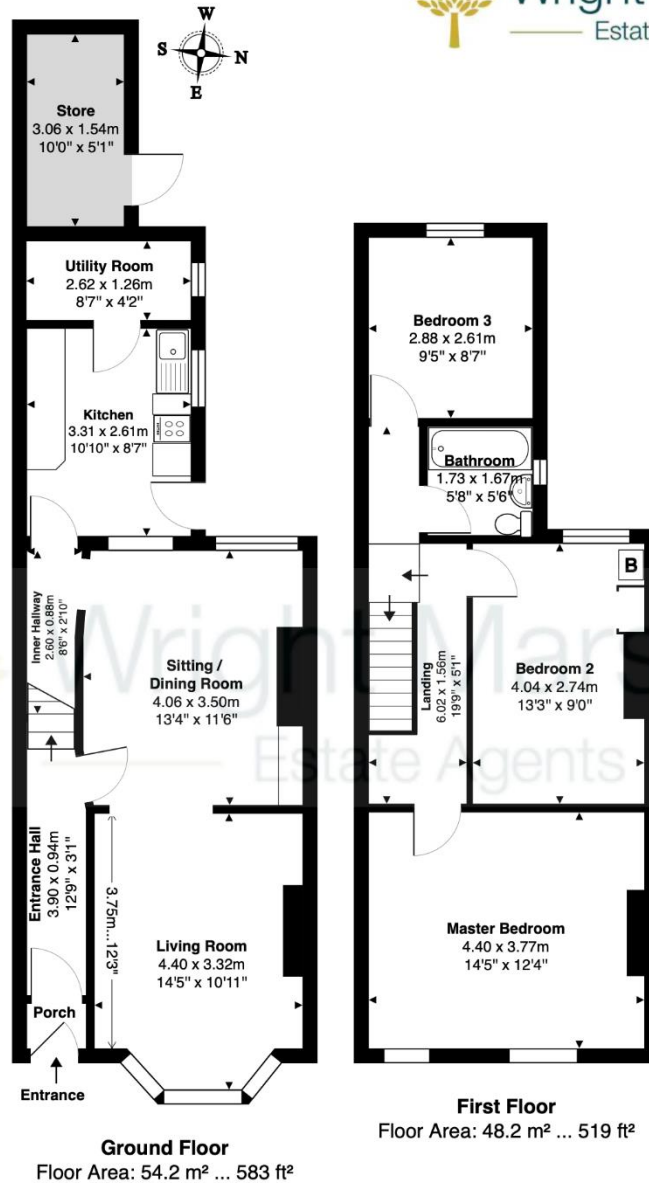 Wright
Estat
W
S N
E
Store
3.06 x 1.54m
10'0" x 5'1"
Utility Room
2.62 x 1.26m
8'7" x 4'2"
Kitchen
3.31 x 2.61m
10'10" x 8'7"
Inner Hallway
2.60 x 0.88m
8'6" x 2'10"
Sitting /
Dining Room
4.06 x 3.50m
13'4" x 11'6"
Entrance Hall
3.90 x 0.94m
12'9" x 3'1"
3.75m...12'3"
Living Room
4.40 x 3.32m
14'5" x 10'11"
Porch
Entrance
Ground Floor
Floor Area: 54.2 m² ... 583 ft²
Bedroom 3
2.88 x 2.61m
9'5" x 8'7"
Bathroom
1.73 x 1.67m
5'8" x 5'6"
B
Landing
6.02 x 1.56m
19'9" x 5'1"
Bedroom 2
4.04 x 2.74m
13'3" x 9'0"
Master Bedroom
4.40 x 3.77m
14'5" x 12'4"
First Floor
Floor Area: 48.2 m² ... 519 ft²
Wright Mars
Estate Agents